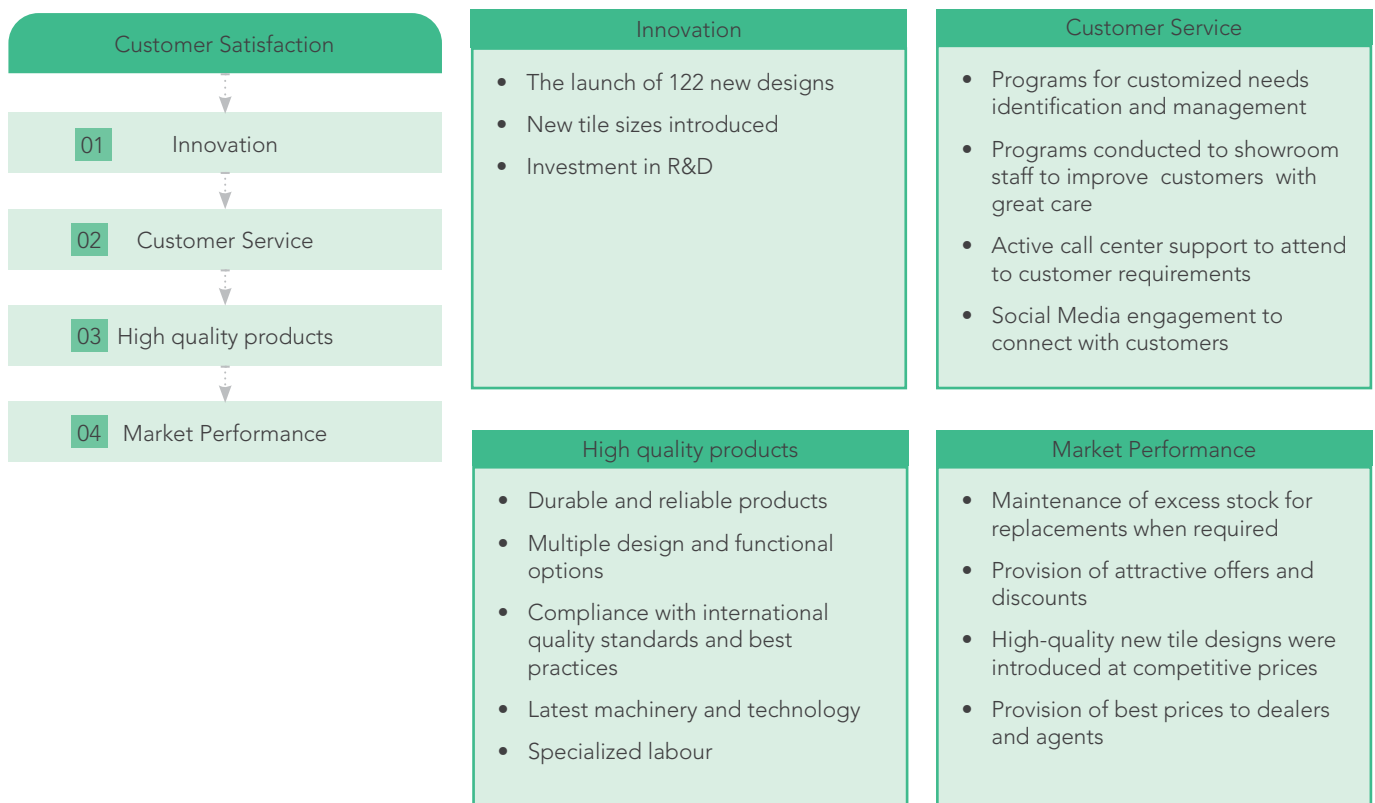 Customer Satisfaction
01 Innovation
02 Customer Service
03 High quality products
04 Market Performance
Innovation
• The launch of 122 new designs
• New tile sizes introduced
• Investment in R&D
Customer Service
• Programs for customized needs
identification and management
• Programs conducted to showroom
staff to improve customers with
great care
• Active call center support to attend
to customer requirements
• Social Media engagement to
connect with customers
High quality products
• Durable and reliable products
• Multiple design and functional
options
• Compliance with international
quality standards and best
practices
• Latest machinery and technology
• Specialized labour
Market Performance
• Maintenance of excess stock for
replacements when required
• Provision of attractive offers and
discounts
• High-quality new tile designs were
introduced at competitive prices
• Provision of best prices to dealers
and agents